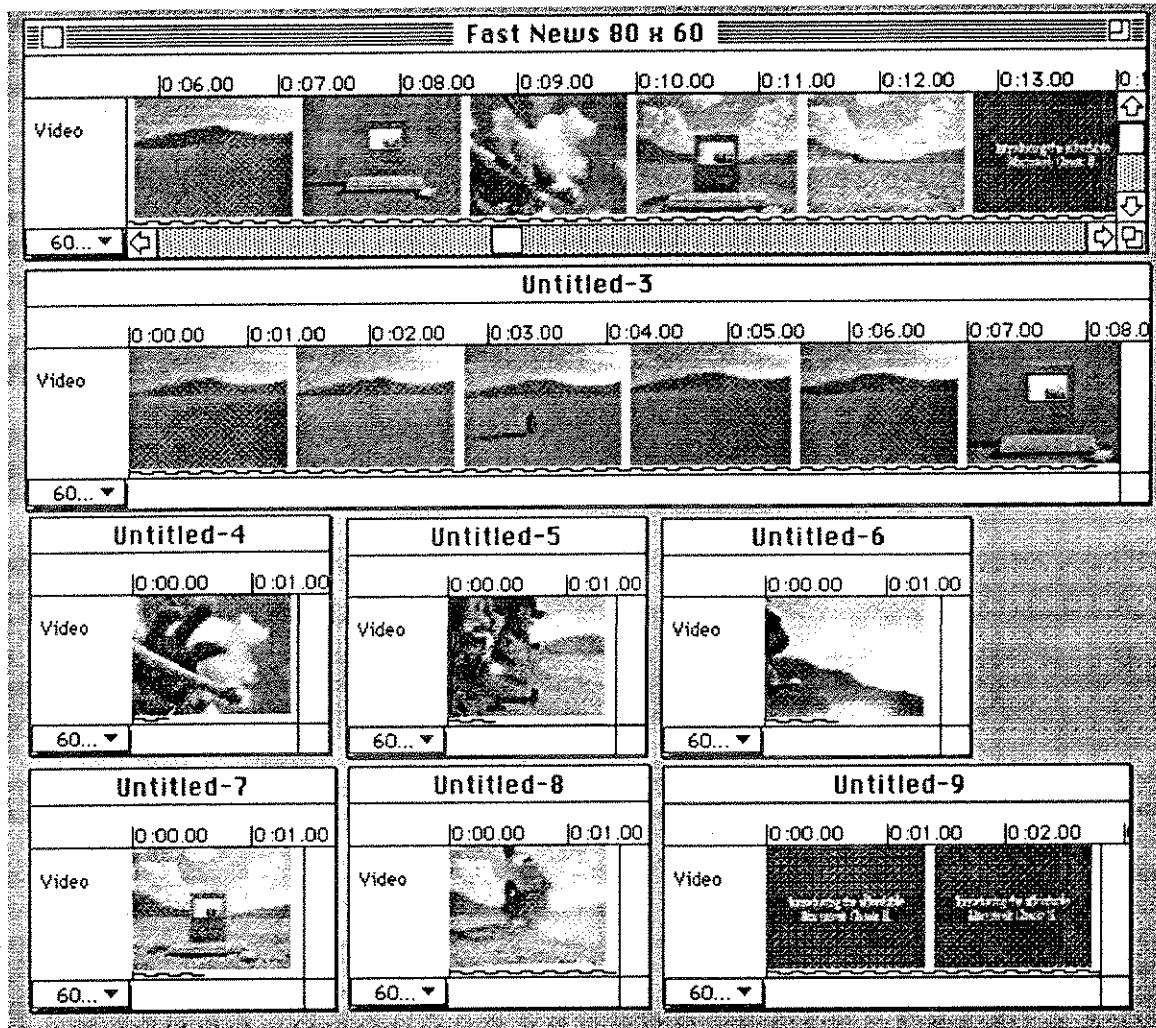 Fast News 80 x 60
0:06.00 0:07.00 0:08.00 0:09.00 0:10.00 0:11.00 0:12.00 0:13.00 0:1
Video
60... ▼
Untitled-3
0:00.00 0:01.00 0:02.00 0:03.00 0:04.00 0:05.00 0:06.00 0:07.00 0:08.0
Video
60... ▼
Untitled-4 Untitled-5 Untitled-6
0:00.00 0:01.00 0:00.00 0:01.00 0:00.00 0:01.00
Video Video Video
60... ▼ 60... ▼ 60... ▼
Untitled-7 Untitled-8 Untitled-9
0:00.00 0:01.00 0:00.00 0:01.00 0:00.00 0:01.00 0:02.00
Video Video Video
60... ▼ 60... ▼ 60... ▼